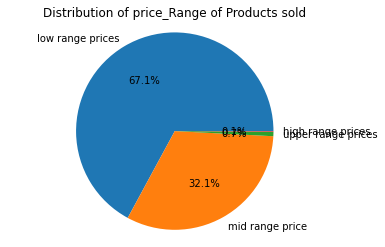 Distribution of price_Range of Products sold
low range prices
67.1%
high range prices
upper range prices
32.1%
mid range price